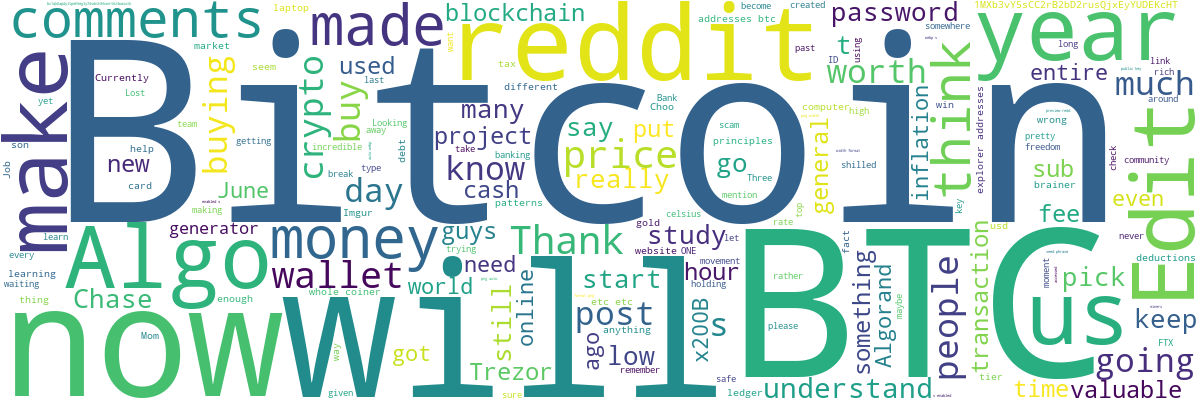 comments
made
laptop
want
reddit
blockchain
addresses btc
become
created
somewhere
password
1MXb3vY5sCC2rB2bD2rusQjxEyYUDEKcHT
year
make
Bitcoin
Currently
Lost
market
seem
used
last
tax
different
past
t
ID
using
worth
think
long
link
entire
rich
much
around
yet
buying
crypto
buy
Looking
away
many
Bank
Choo
computer
high
win
wrong
pretty
freedom
check
Edit
team
getting
project
take
say
put
scam
principles
general
inflation
explorer addresses
community
son
Job
help
new
card
incredible
debt
banking
know
price
really
go
Three
mention
shilled
sub
brainer
even
June
break
type
day
cash
patterns
top
key
fee
making
Imgur
learn
Algo
generator
money
guys
trying
Thank
gold
celsius
study
let
rate
fact
usd
never
every
learning
waiting
wallet
need
website
ONE
movement
BTC
people
transaction
us
moment
deductions
thing
Chase
enough
whole coiner
world
start
hour
holding
rather
something
Algorand
maybe
pick
now
Mom
Will
way
given
got
still
online
etc etc
post
anything
ago
low
remember
x200B
s
please
keep
FTX
going
Trezor
sure
safe
ledger
understand
tier
time
valuable